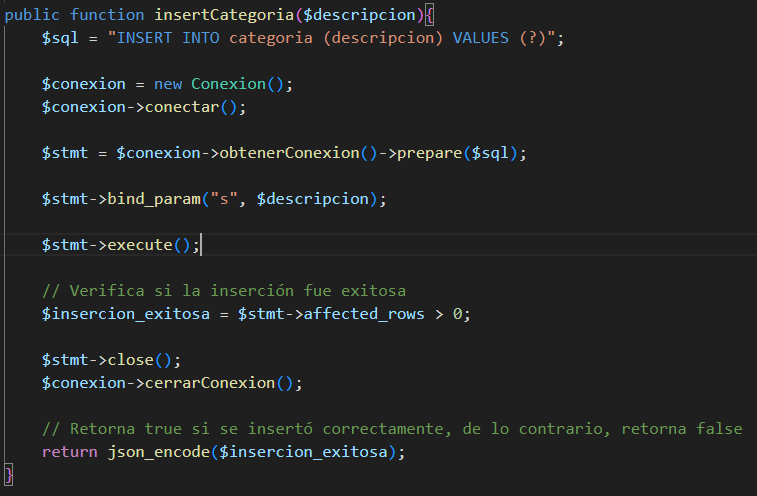 public function insertCategoria($descripcion){
    $sql = "INSERT INTO categoria (descripcion) VALUES (?)";
    $conexion = new Conexion();
    $conexion->conectar();
    $stmt = $conexion->obtenerConexion()->prepare($sql);
    $stmt->bind_param("s", $descripcion);
    $stmt->execute();
    // Verifica si la inserción fue exitosa
    $insercion_exitosa = $stmt->affected_rows > 0;
    $stmt->close();
    $conexion->cerrarConexion();
    // Retorna true si se insertó correctamente, de lo contrario, retorna false
    return json_encode($insercion_exitosa);
}